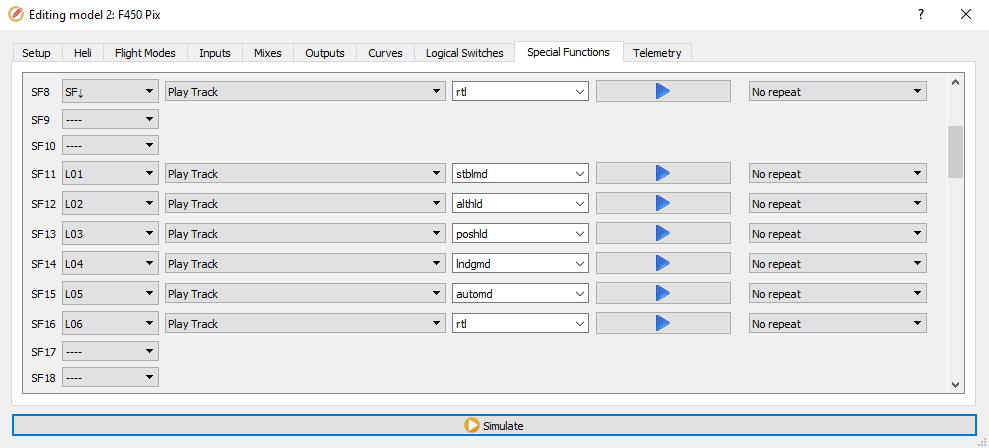 Editing model 2: F450 Pix
Setup Heli Flight Modes Inputs Mixes Outputs Curves Logical Switches Special Functions Telemetry
SF8 SF↓ Play Track rtl No repeat
SF9 ----
SF10 ----
SF11 L01 Play Track stblmd No repeat
SF12 L02 Play Track althld No repeat
SF13 L03 Play Track poshld No repeat
SF14 L04 Play Track lndgmd No repeat
SF15 L05 Play Track automd No repeat
SF16 L06 Play Track rtl No repeat
SF17 ----
SF18 ----
Simulate